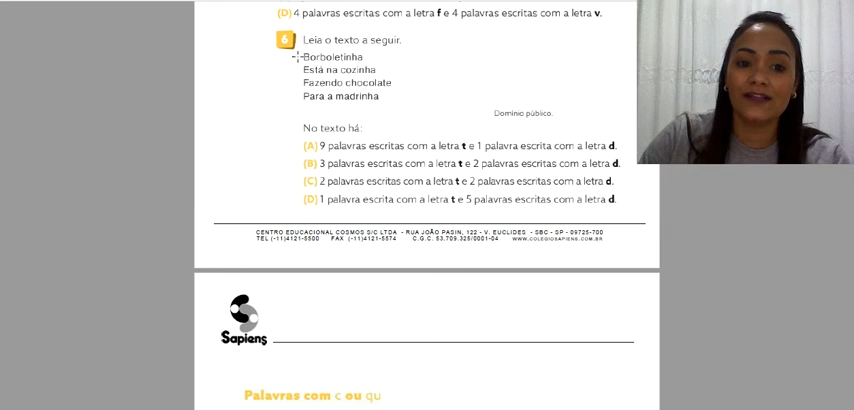 (D) 4 palavras escritas com a letra f e 4 palavras escritas com a letra v.
6 Leia o texto a seguir.
Borboletinha
Está na cozinha
Fazendo chocolate
Para a madrinha
Domínio público.
No texto há:
(A) 9 palavras escritas com a letra t e 1 palavra escrita com a letra d.
(B) 3 palavras escritas com a letra t e 2 palavras escritas com a letra d.
(C) 2 palavras escritas com a letra t e 2 palavras escritas com a letra d.
(D) 1 palavra escrita com a letra t e 5 palavras escritas com a letra d.
CENTRO EDUCACIONAL COSMOS S/C LTDA - RUA JOÃO PASIN, 122 - V. EUCLIDES - SBC - SP - 09725-700
TEL (-11)4121-5500 FAX (-11)4121-5574 C.G.C. 53.709.325/0001-04 WWW.COLEGIOSAPIENS.COM.BR
Sapiens
Palavras com c ou qu